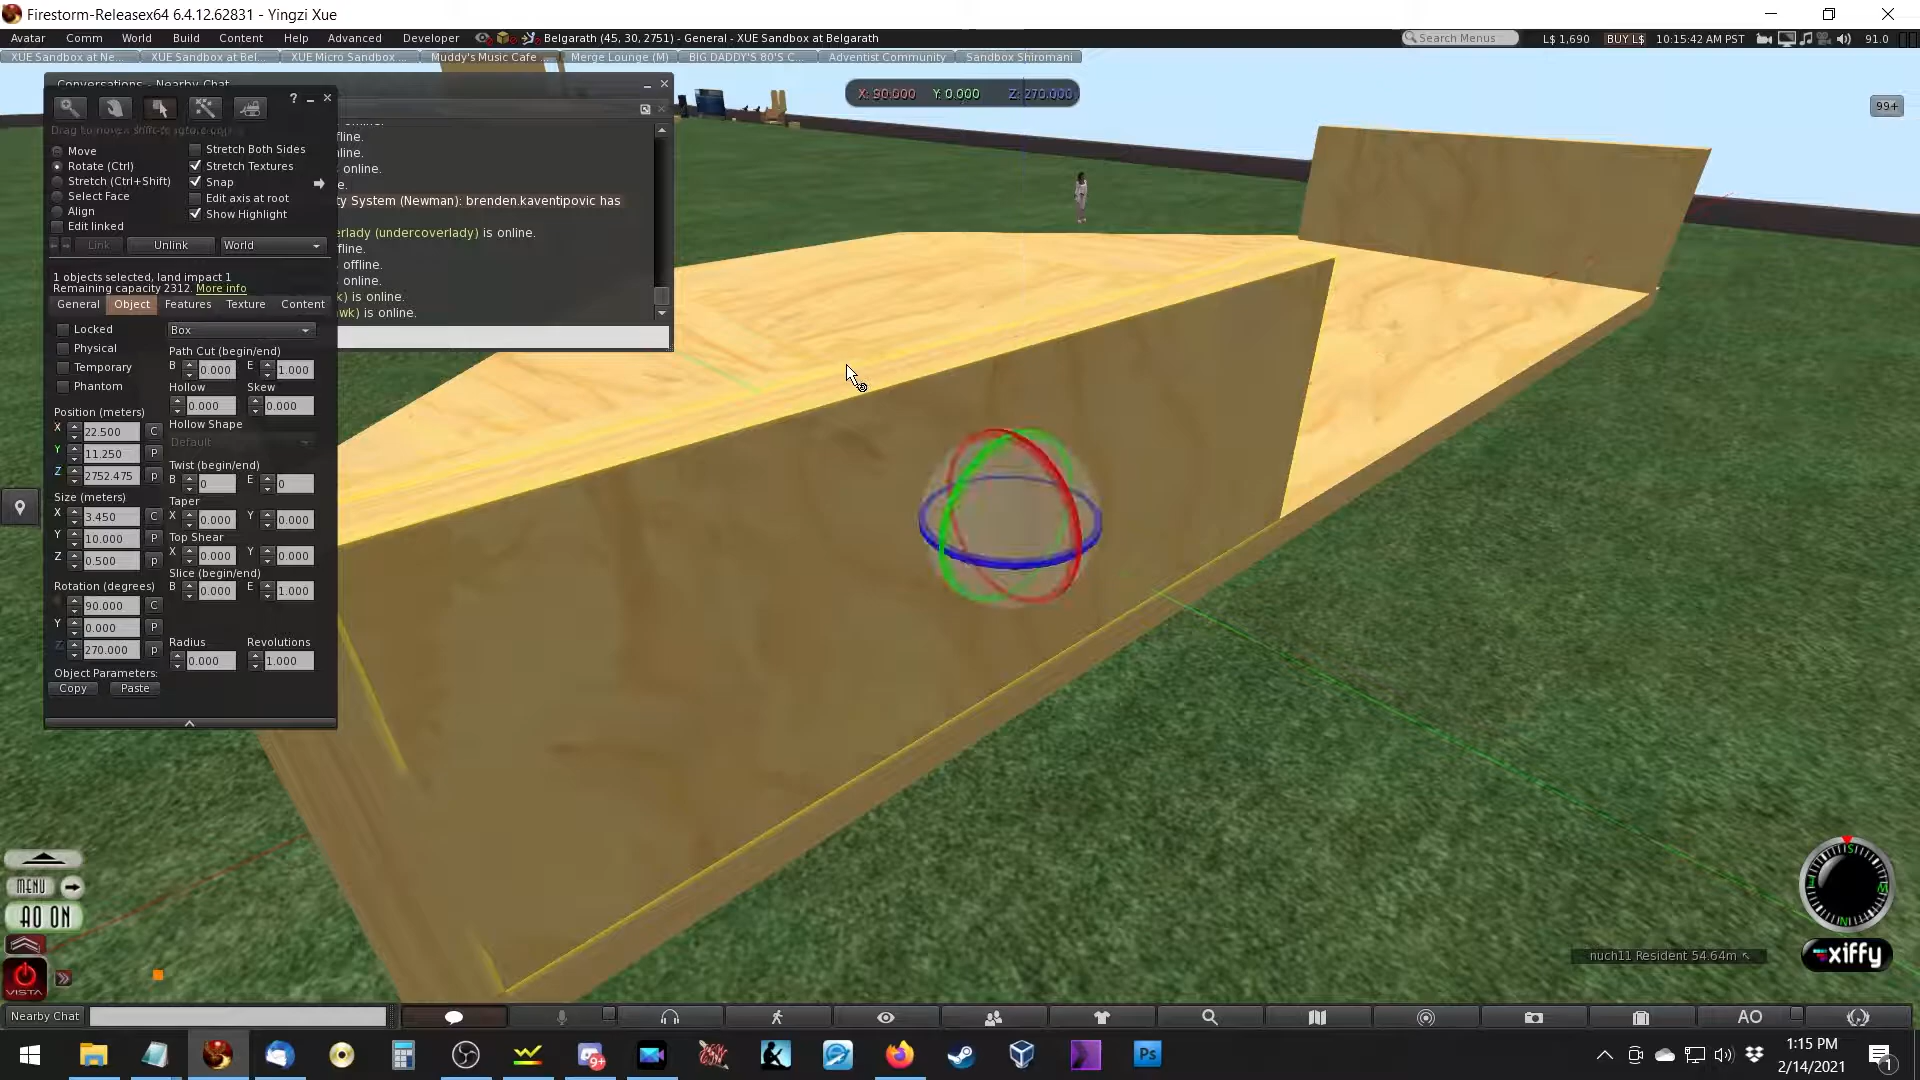 Firestorm-Releasex64 6.4.12.62831 - Yingzi Xue
Avatar Comm World Build Content Help Advanced Developer Belgarath (45, 30, 2751) - General - XUE Sandbox at Belgarath Search Menus L$ 1,690 BUY L$ 10:15:42 AM PST 91.0
XUE Sandbox at Ne... XUE Sandbox at Bel... XUE Micro Sandbox ... Muddy's Music Cafe ... Merge Lounge (M) BIG DADDY'S 80'S C... Adventist Community Sandbox Shiromani
Conversations - Nearby Chat
X: 90.000 Y: 0.000 Z: 270.000
99+
?
Move
Rotate (Ctrl)
Stretch (Ctrl+Shift)
Select Face
Align
Edit linked
Stretch Both Sides
Stretch Textures
Snap
Edit axis at root
Show Highlight
Link Unlink World
1 objects selected, land impact 1
Remaining capacity 2312. More info
General Object Features Texture Content
Locked
Physical
Temporary
Phantom
Position (meters)
X 22.500 C
Y 11.250 P
Z 2752.475 p
Size (meters)
X 3.450 C
Y 10.000 P
Z 0.500 p
Rotation (degrees)
90.000 C
Y 0.000 P
Z 270.000 p
Object Parameters:
Copy Paste
Box
Path Cut (begin/end)
B 0.000 E 1.000
Hollow Skew
0.000 0.000
Hollow Shape
Default
Twist (begin/end)
B 0 E 0
Taper
X 0.000 Y 0.000
Top Shear
X 0.000 Y 0.000
Slice (begin/end)
B 0.000 E 1.000
Radius Revolutions
0.000 1.000
fline.
nline.
online.
e.
ty System (Newman): brenden.kaventipovic has
erlady (undercoverlady) is online.
fline.
offline.
online.
k) is online.
wk) is online.
MENU
AO ON
VISTA
S
N
xiffy
nuch11 Resident 54.64m
Nearby Chat
AO
9+
Ps
1:15 PM
2/14/2021
1